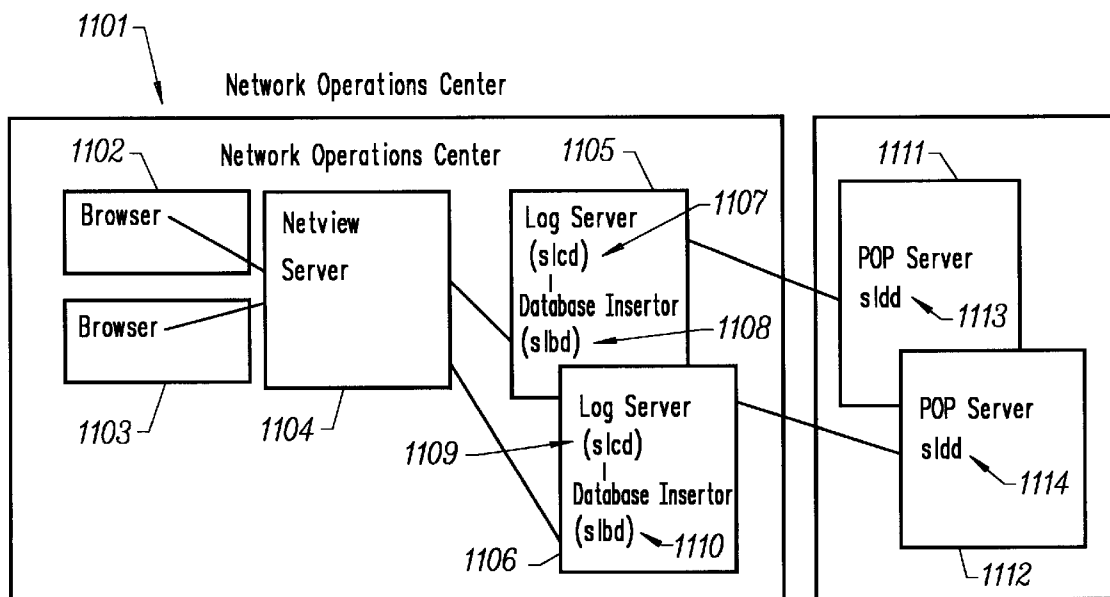 1101
Network Operations Center
Network Operations Center
1102
Browser
Browser
1103
Netview
Server
1104
1105
Log Server
(slcd)
1107
Database Insertor
(slbd)
1108
Log Server
1109
(slcd)
Database Insertor
(slbd)
1110
1106
1111
POP Server
sldd
1113
POP Server
sldd
1114
1112